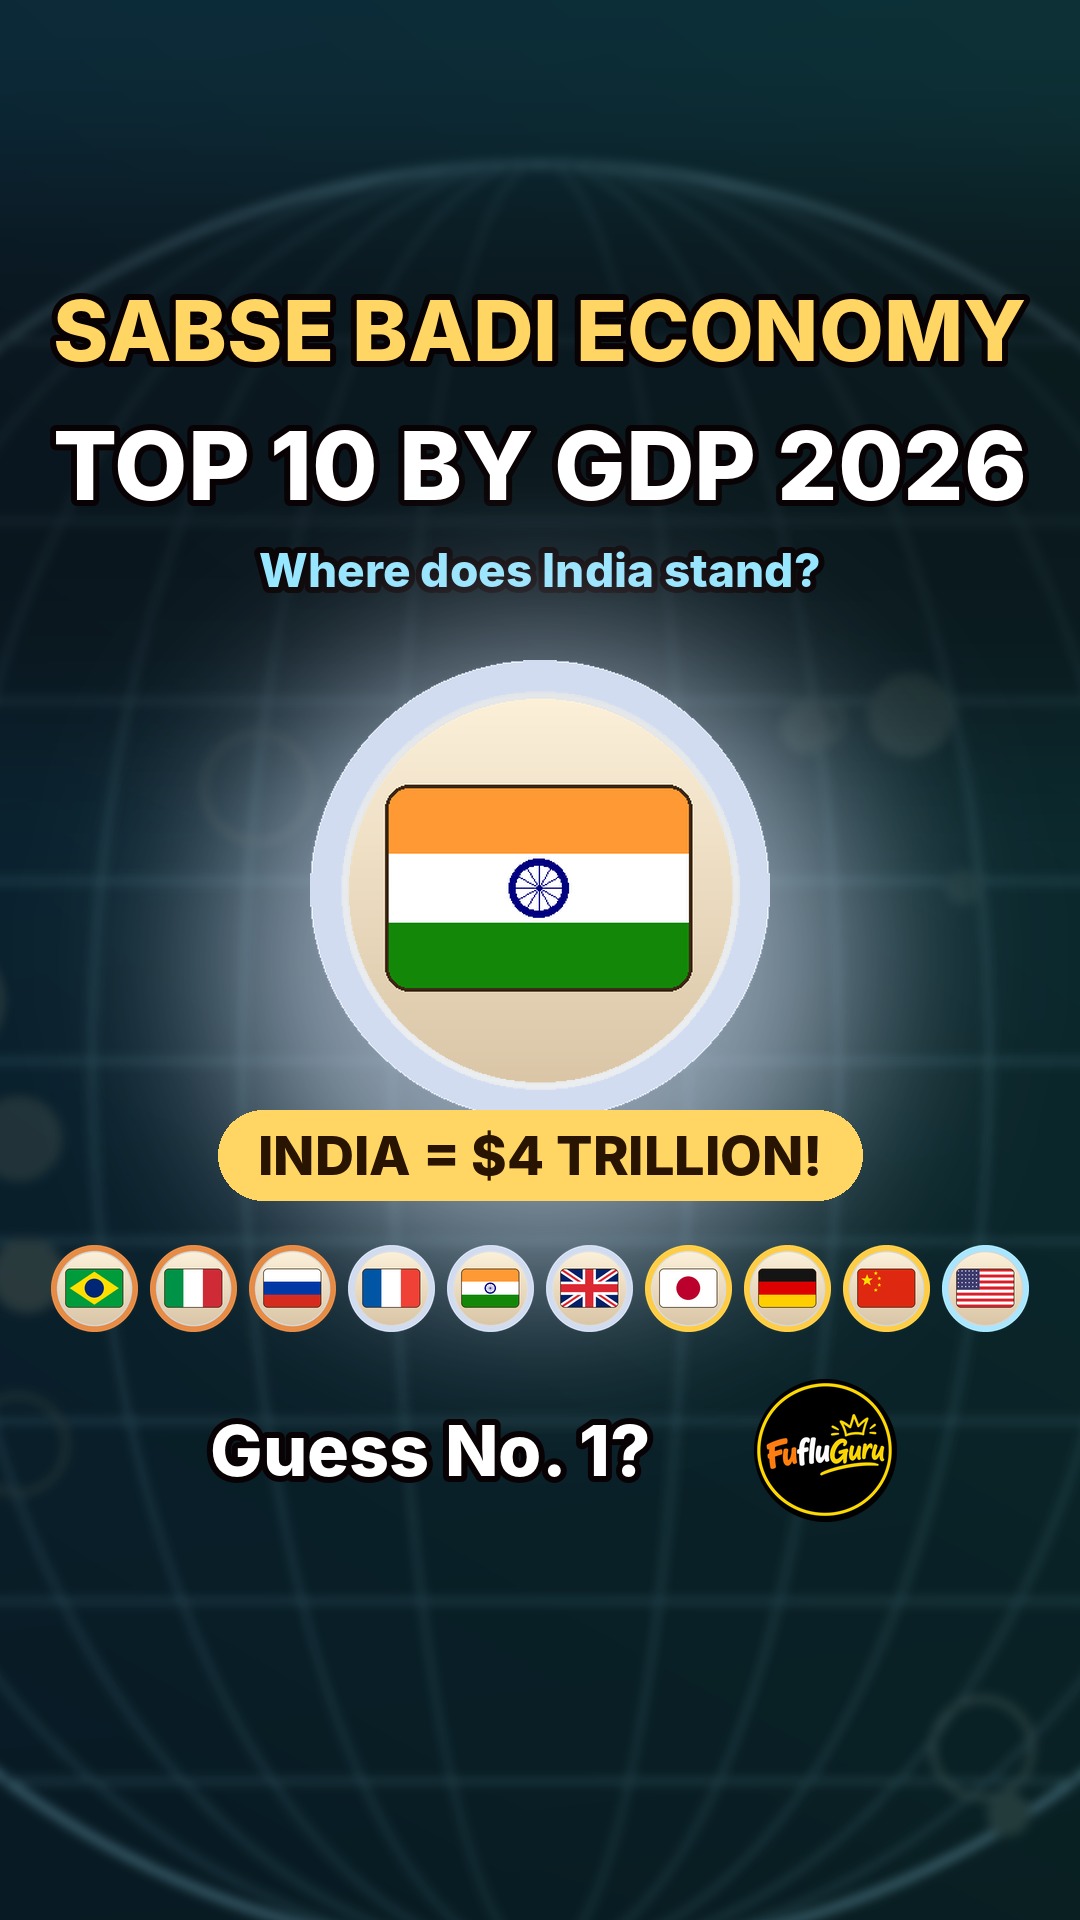 SABSE BADI ECONOMY
TOP 10 BY GDP 2026
Where does India stand?
INDIA = $4 TRILLION!
Guess No. 1?
FufluGuru